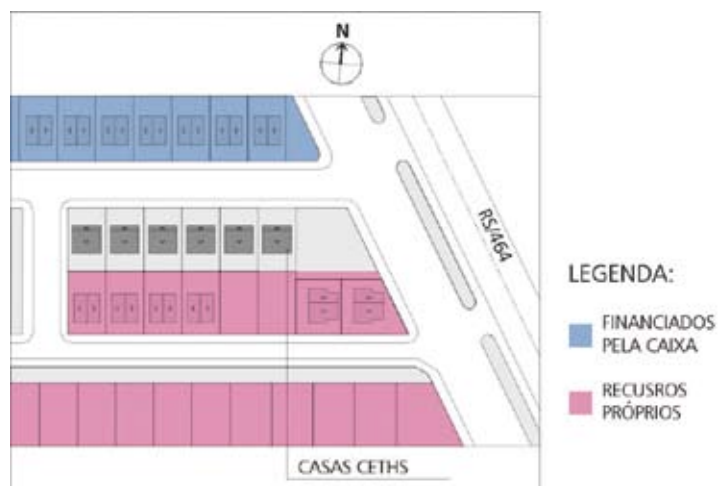 N
RS/464
LEGENDA:
FINANCIADOS
PELA CAIXA
RECUSROS
PRÓPRIOS
CASAS CETHS